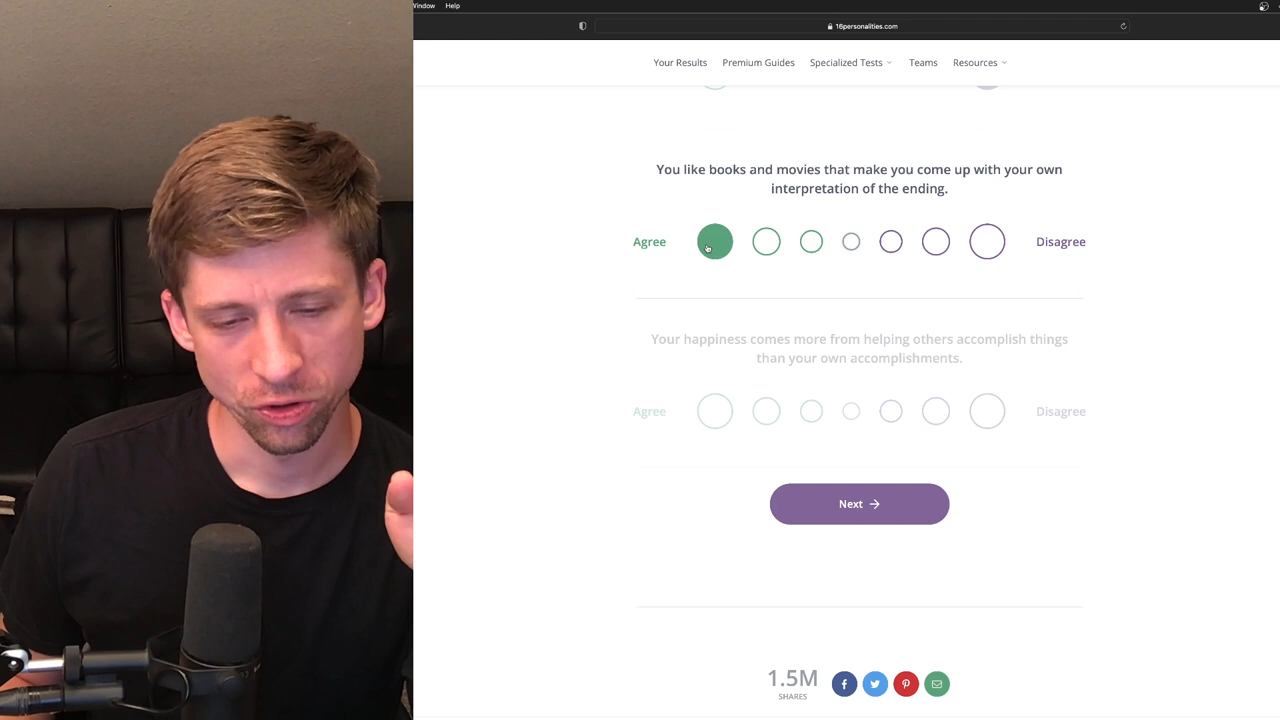 Window Help
16personalities.com
Your Results Premium Guides Specialized Tests Teams Resources
You like books and movies that make you come up with your own
interpretation of the ending.
Agree Disagree
Your happiness comes more from helping others accomplish things
than your own accomplishments.
Agree Disagree
Next →
1.5M
SHARES